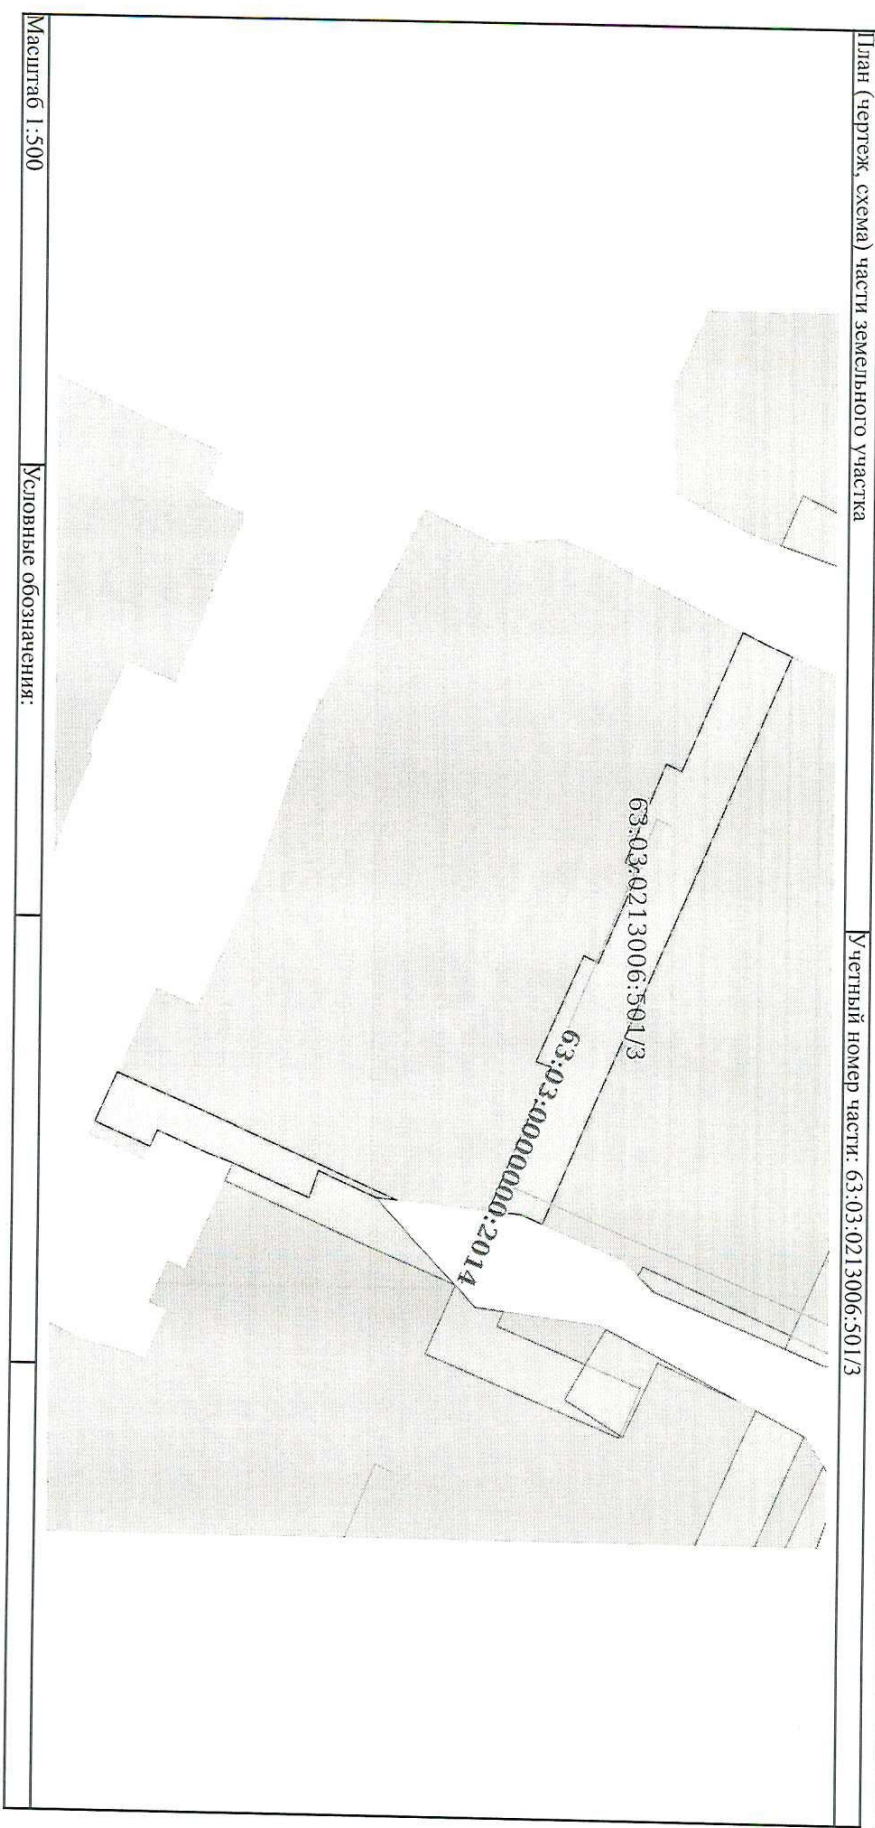 План (чертеж, схема) части земельного участка
Учетный номер части: 63:03:0213006:501/3
63:03:0213006:501/3
63:03:0000000:2014
Масштаб 1:500
Условные обозначения: